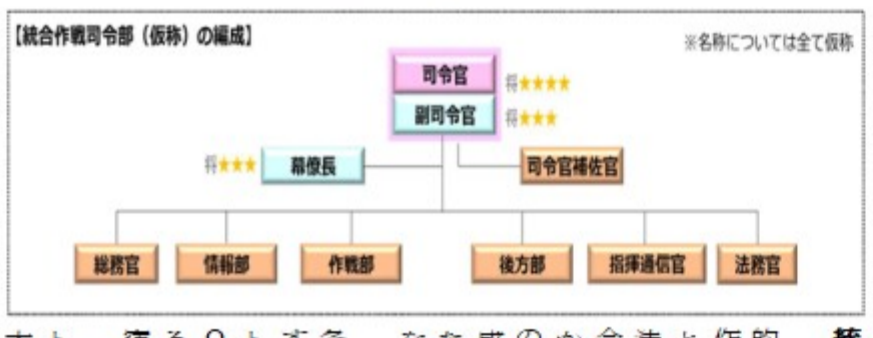 【統合作戦司令部（仮称）の編成】
※名称については全て仮称
司令官 将★★★★
副司令官 将★★★
将★★★ 幕僚長
司令官補佐官
総務官 情報部 作戦部 後方部 指揮通信官 法務官